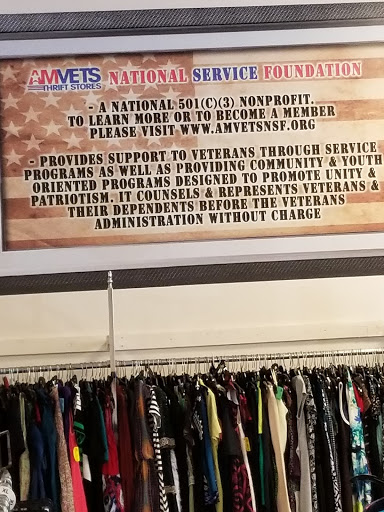 AMVETS NATIONAL SERVICE FOUNDATION
THRIFT STORES
- A NATIONAL 501(C)(3) NONPROFIT.
TO LEARN MORE OR TO BECOME A MEMBER
PLEASE VISIT WWW.AMVETSNSF.ORG
- PROVIDES SUPPORT TO VETERANS THROUGH SERVICE
PROGRAMS AS WELL AS PROVIDING COMMUNITY & YOUTH
ORIENTED PROGRAMS DESIGNED TO PROMOTE UNITY &
PATRIOTISM. IT COUNSELS & REPRESENTS VETERANS &
THEIR DEPENDENTS BEFORE THE VETERANS
ADMINISTRATION WITHOUT CHARGE